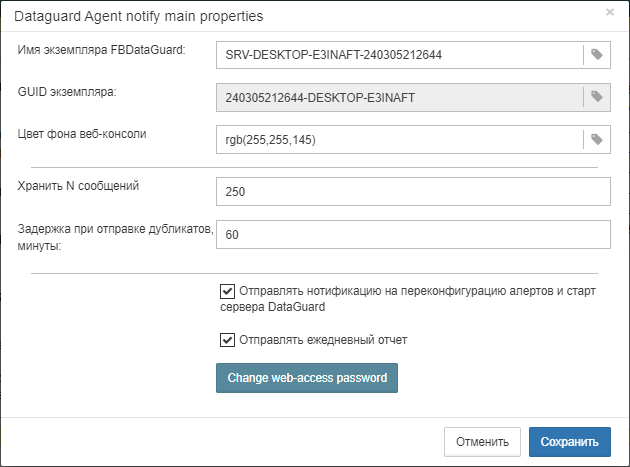 Dataguard Agent notify main properties
×
Имя экземпляра FBDataGuard:
SRV-DESKTOP-E3INAFT-240305212644
GUID экземпляра:
240305212644-DESKTOP-E3INAFT
Цвет фона веб-консоли
rgb(255,255,145)
Хранить N сообщений
250
Задержка при отправке дубликатов,
минуты:
60
Отправлять нотификацию на переконфигурацию алертов и старт
сервера DataGuard
Отправлять ежедневный отчет
Change web-access password
Отменить
Сохранить